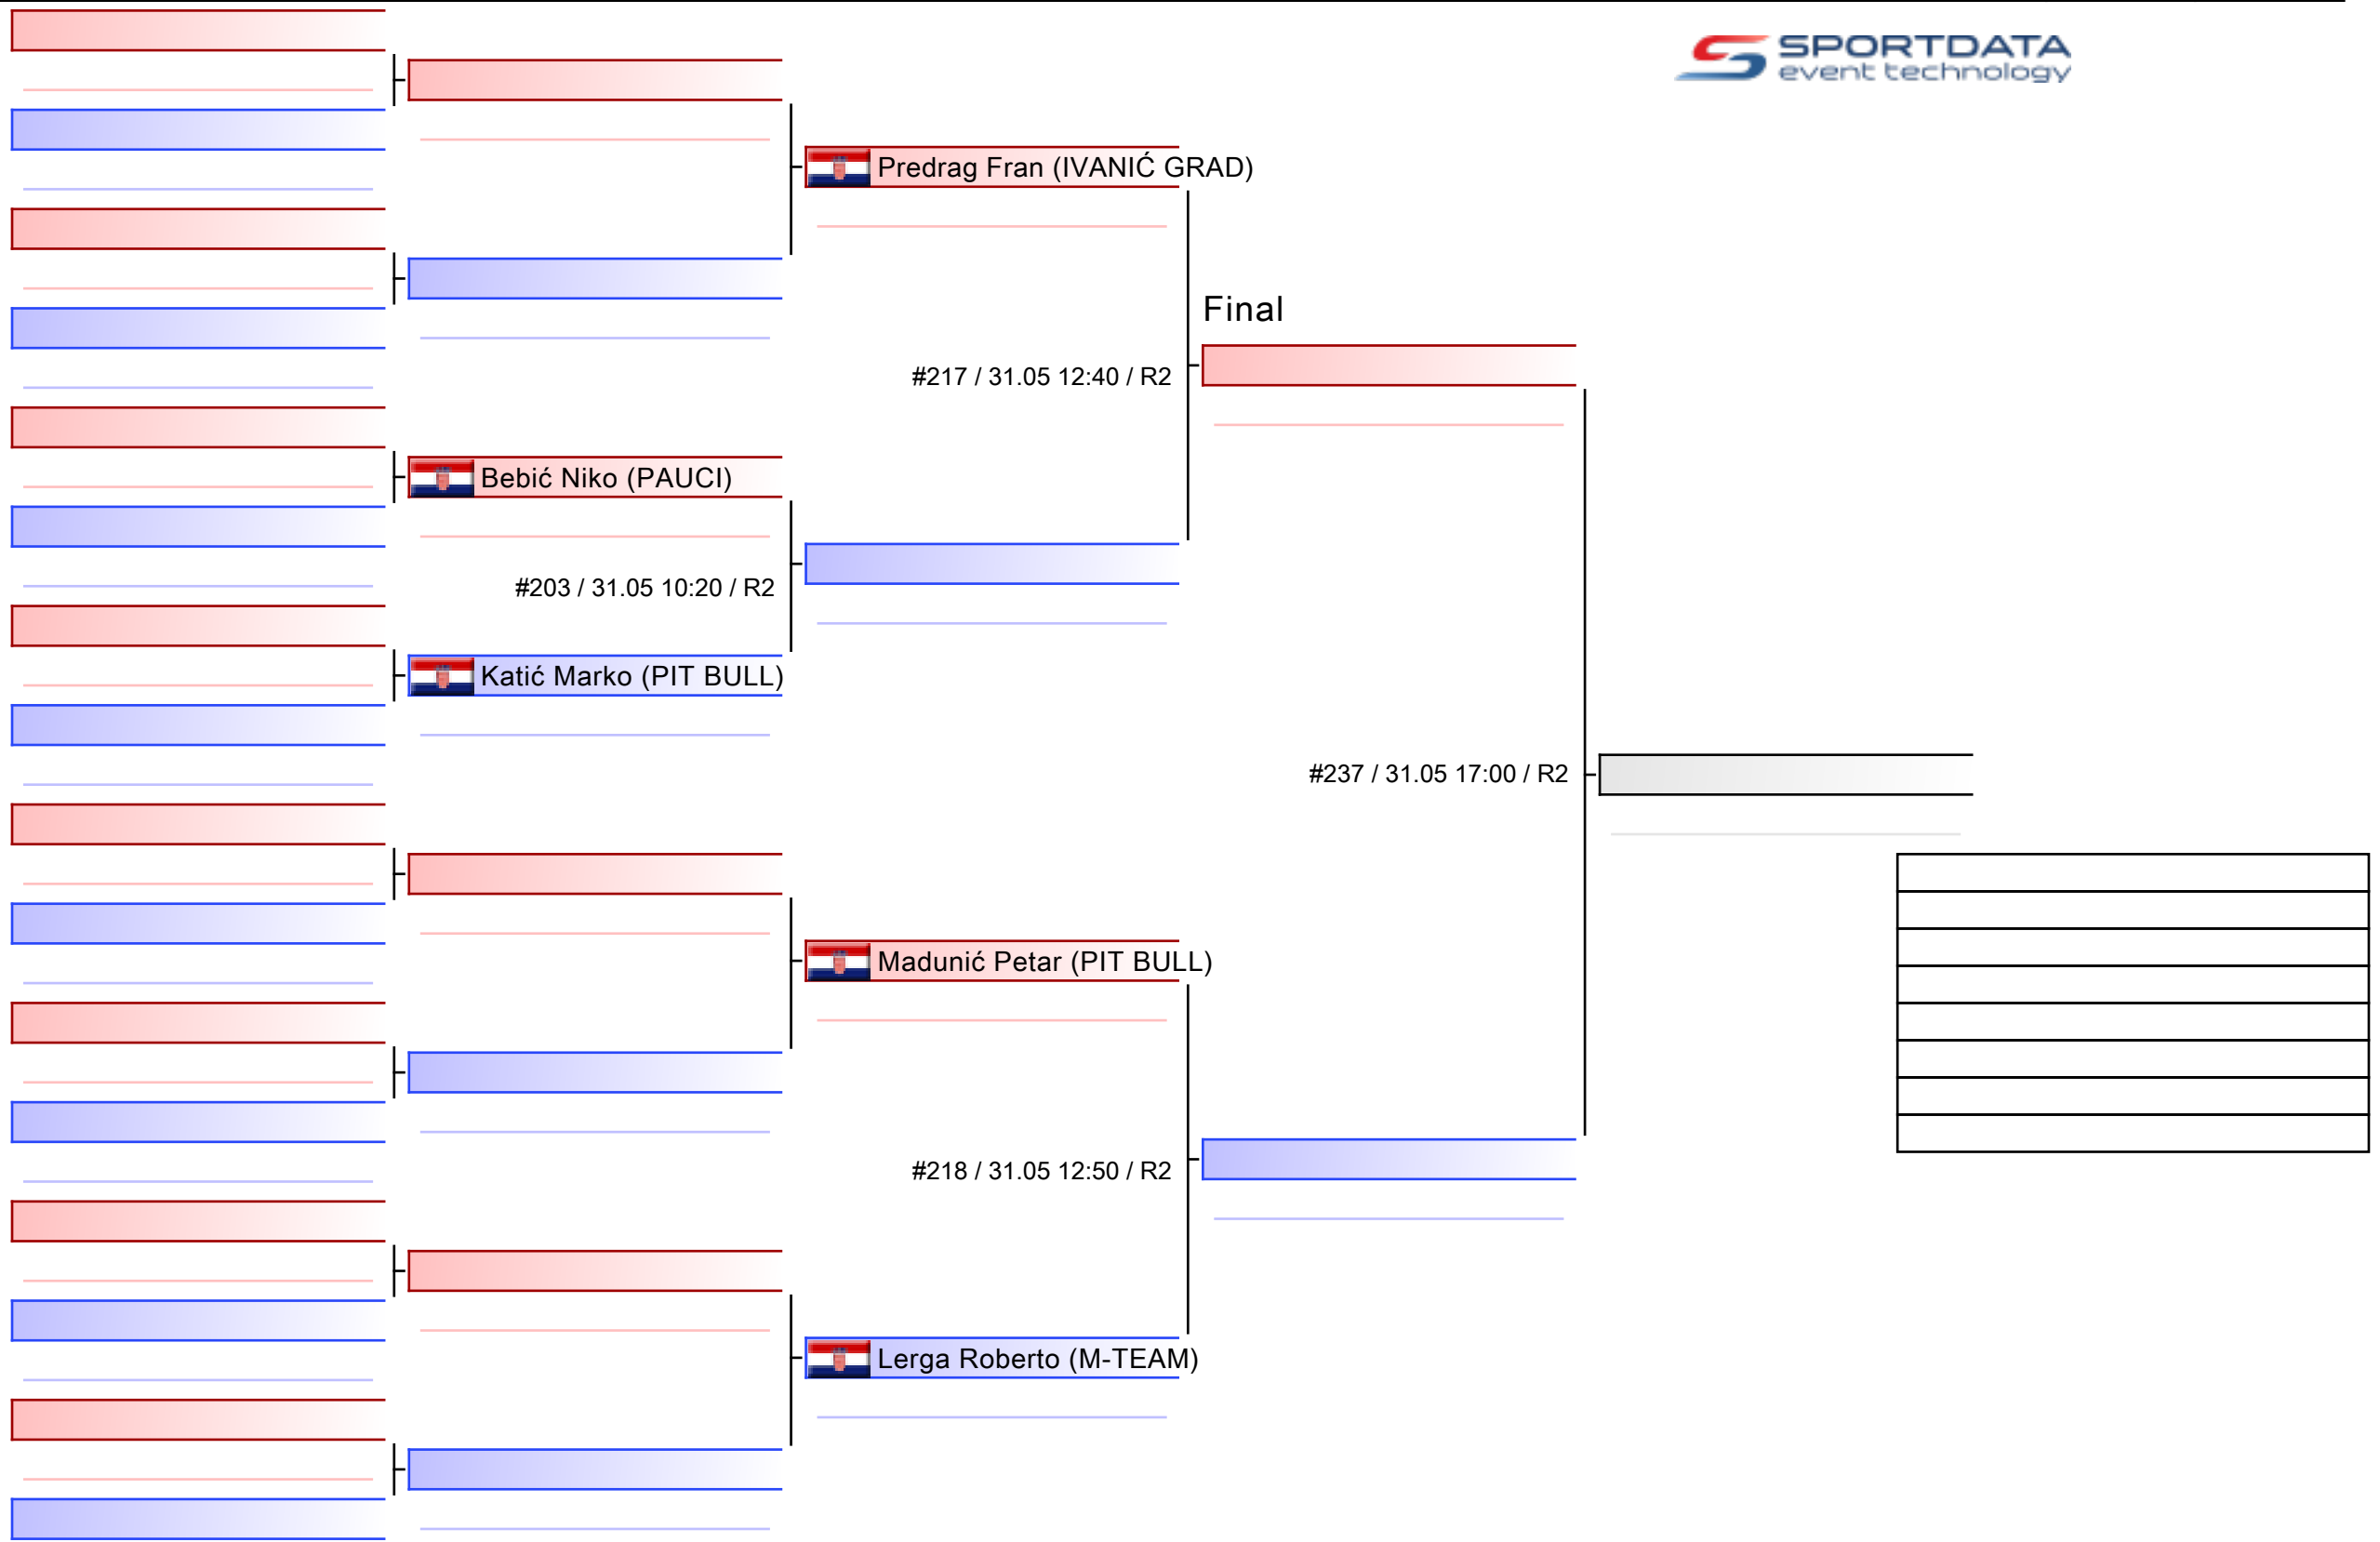 SPORTDATA
event technology
Predrag Fran (IVANIĆ GRAD)
Final
#217 / 31.05 12:40 / R2
Bebić Niko (PAUCI)
#203 / 31.05 10:20 / R2
Katić Marko (PIT BULL)
#237 / 31.05 17:00 / R2
Madunić Petar (PIT BULL)
#218 / 31.05 12:50 / R2
Lerga Roberto (M-TEAM)